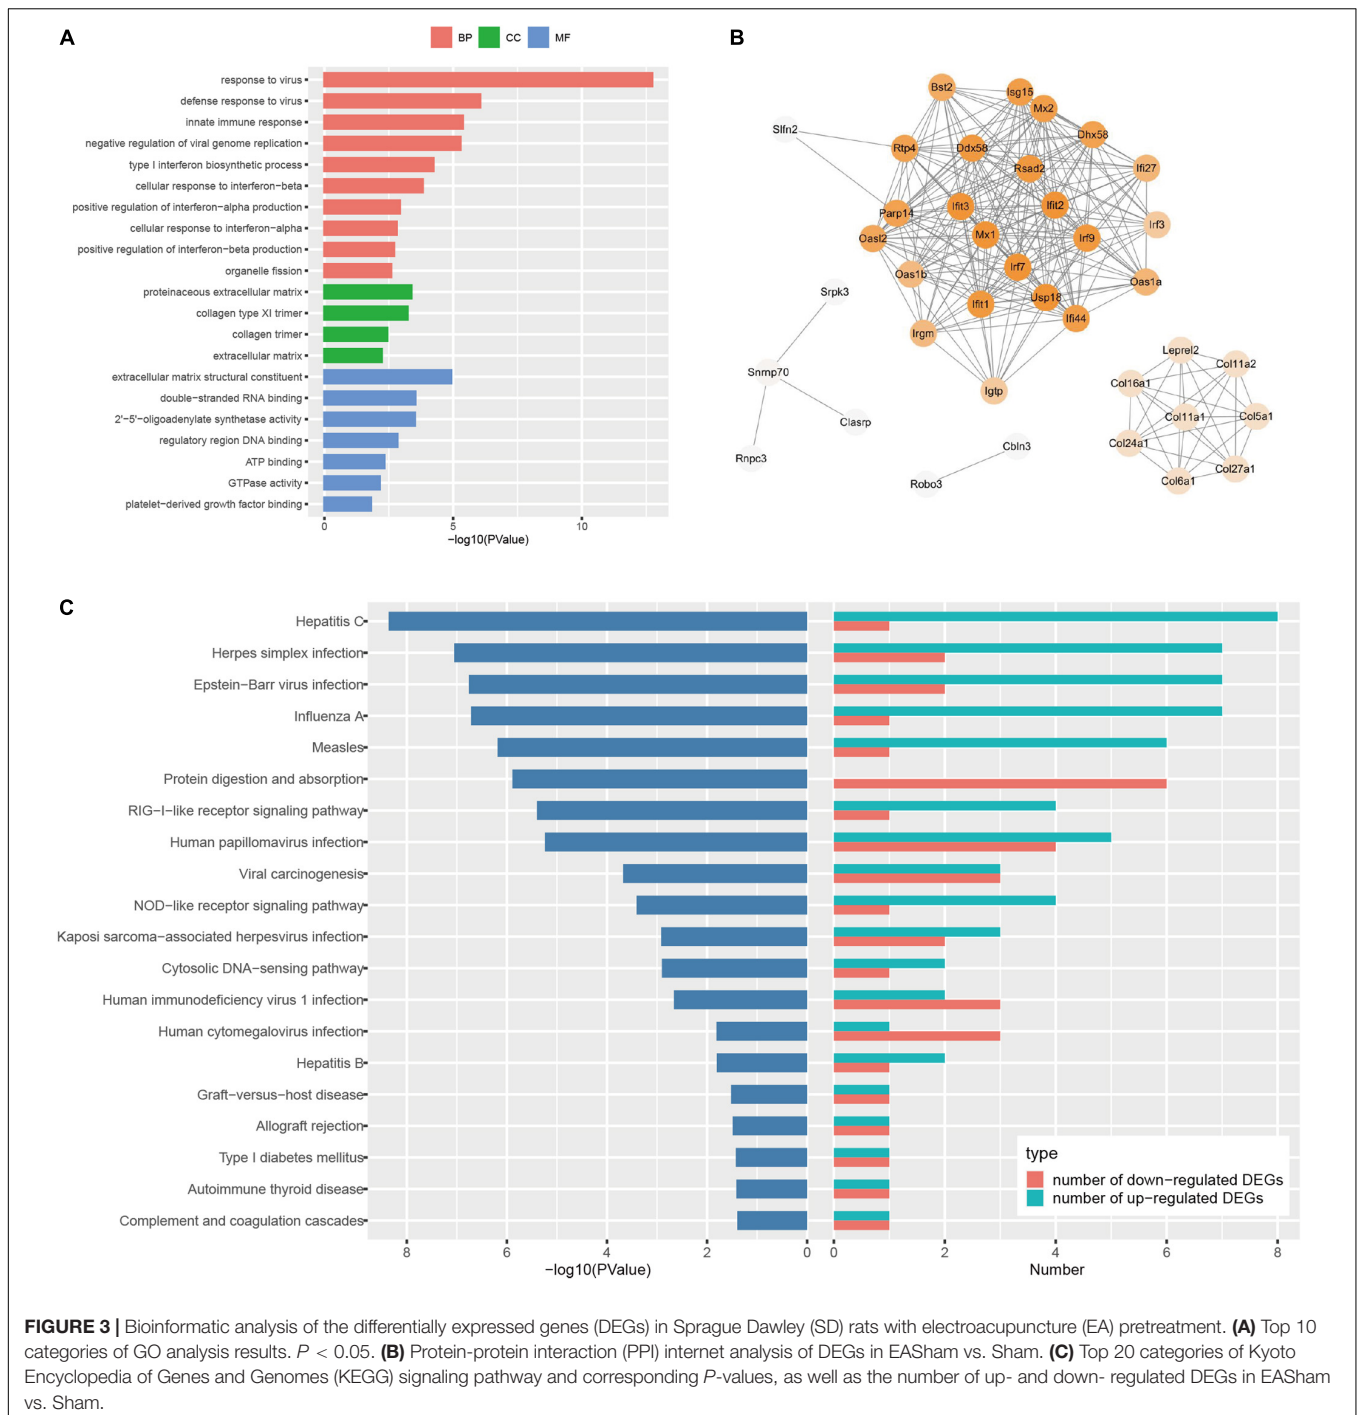 A
BP CC MF
response to virus
defense response to virus
innate immune response
negative regulation of viral genome replication
type I interferon biosynthetic process
cellular response to interferon−beta
positive regulation of interferon−alpha production
cellular response to interferon−alpha
positive regulation of interferon−beta production
organelle fission
proteinaceous extracellular matrix
collagen type XI trimer
collagen trimer
extracellular matrix
extracellular matrix structural constituent
double−stranded RNA binding
2'−5'−oligoadenylate synthetase activity
regulatory region DNA binding
ATP binding
GTPase activity
platelet−derived growth factor binding
0 5 10
−log10(PValue)
B
Bst2
Isg15
Mx2
Slfn2
Dhx58
Rtp4
Ddx58
Rsad2
Ifi27
Parp14
Ifit3
Ifit2
Irf3
Oasl2
Mx1
Irf9
Oas1b
Irf7
Oas1a
Srpk3
Ifit1
Usp18
Ifi44
Irgm
Igtp
Snrnp70
Clasrp
Rnpc3
Cbln3
Robo3
Leprel2
Col11a2
Col16a1
Col11a1
Col5a1
Col24a1
Col27a1
Col6a1
C
Hepatitis C
Herpes simplex infection
Epstein−Barr virus infection
Influenza A
Measles
Protein digestion and absorption
RIG−I−like receptor signaling pathway
Human papillomavirus infection
Viral carcinogenesis
NOD−like receptor signaling pathway
Kaposi sarcoma−associated herpesvirus infection
Cytosolic DNA−sensing pathway
Human immunodeficiency virus 1 infection
Human cytomegalovirus infection
Hepatitis B
Graft−versus−host disease
Allograft rejection
Type I diabetes mellitus
Autoimmune thyroid disease
Complement and coagulation cascades
8 6 4 2 0
−log10(PValue)
0 2 4 6 8
Number
type
number of down−regulated DEGs
number of up−regulated DEGs
FIGURE 3 | Bioinformatic analysis of the differentially expressed genes (DEGs) in Sprague Dawley (SD) rats with electroacupuncture (EA) pretreatment. (A) Top 10
categories of GO analysis results. P < 0.05. (B) Protein-protein interaction (PPI) internet analysis of DEGs in EASham vs. Sham. (C) Top 20 categories of Kyoto
Encyclopedia of Genes and Genomes (KEGG) signaling pathway and corresponding P-values, as well as the number of up- and down- regulated DEGs in EASham
vs. Sham.